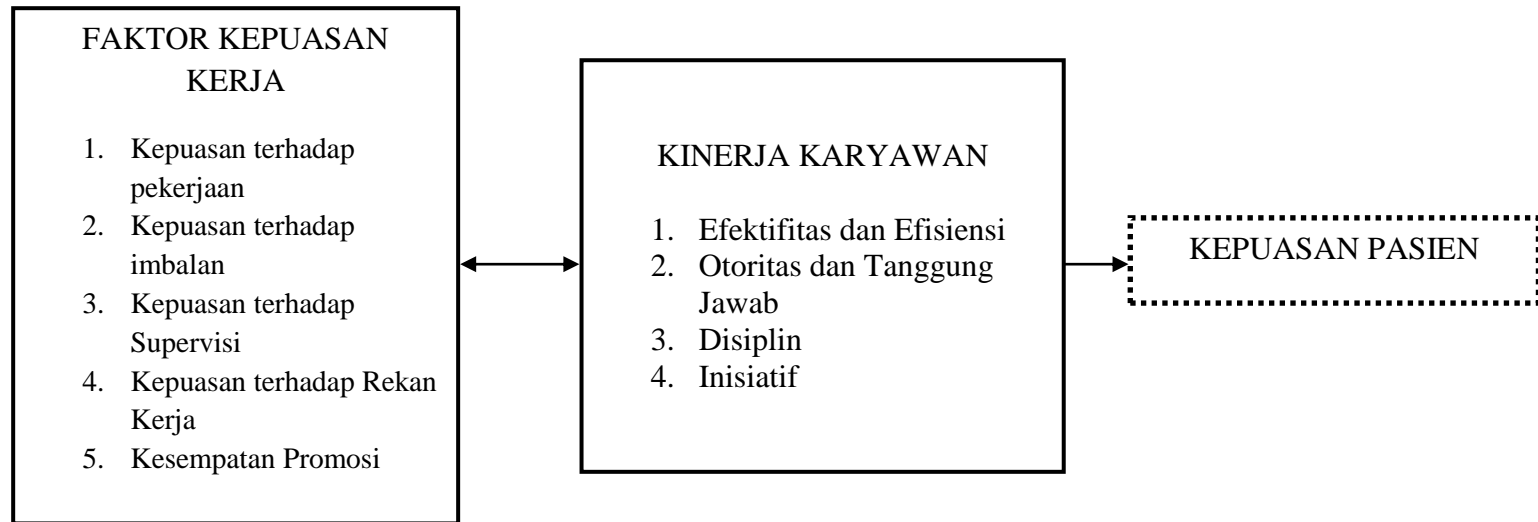 FAKTOR KEPUASAN
KERJA
1. Kepuasan terhadap
pekerjaan
2. Kepuasan terhadap
imbalan
3. Kepuasan terhadap
Supervisi
4. Kepuasan terhadap Rekan
Kerja
5. Kesempatan Promosi
KINERJA KARYAWAN
1. Efektifitas dan Efisiensi
2. Otoritas dan Tanggung
Jawab
3. Disiplin
4. Inisiatif
KEPUASAN PASIEN